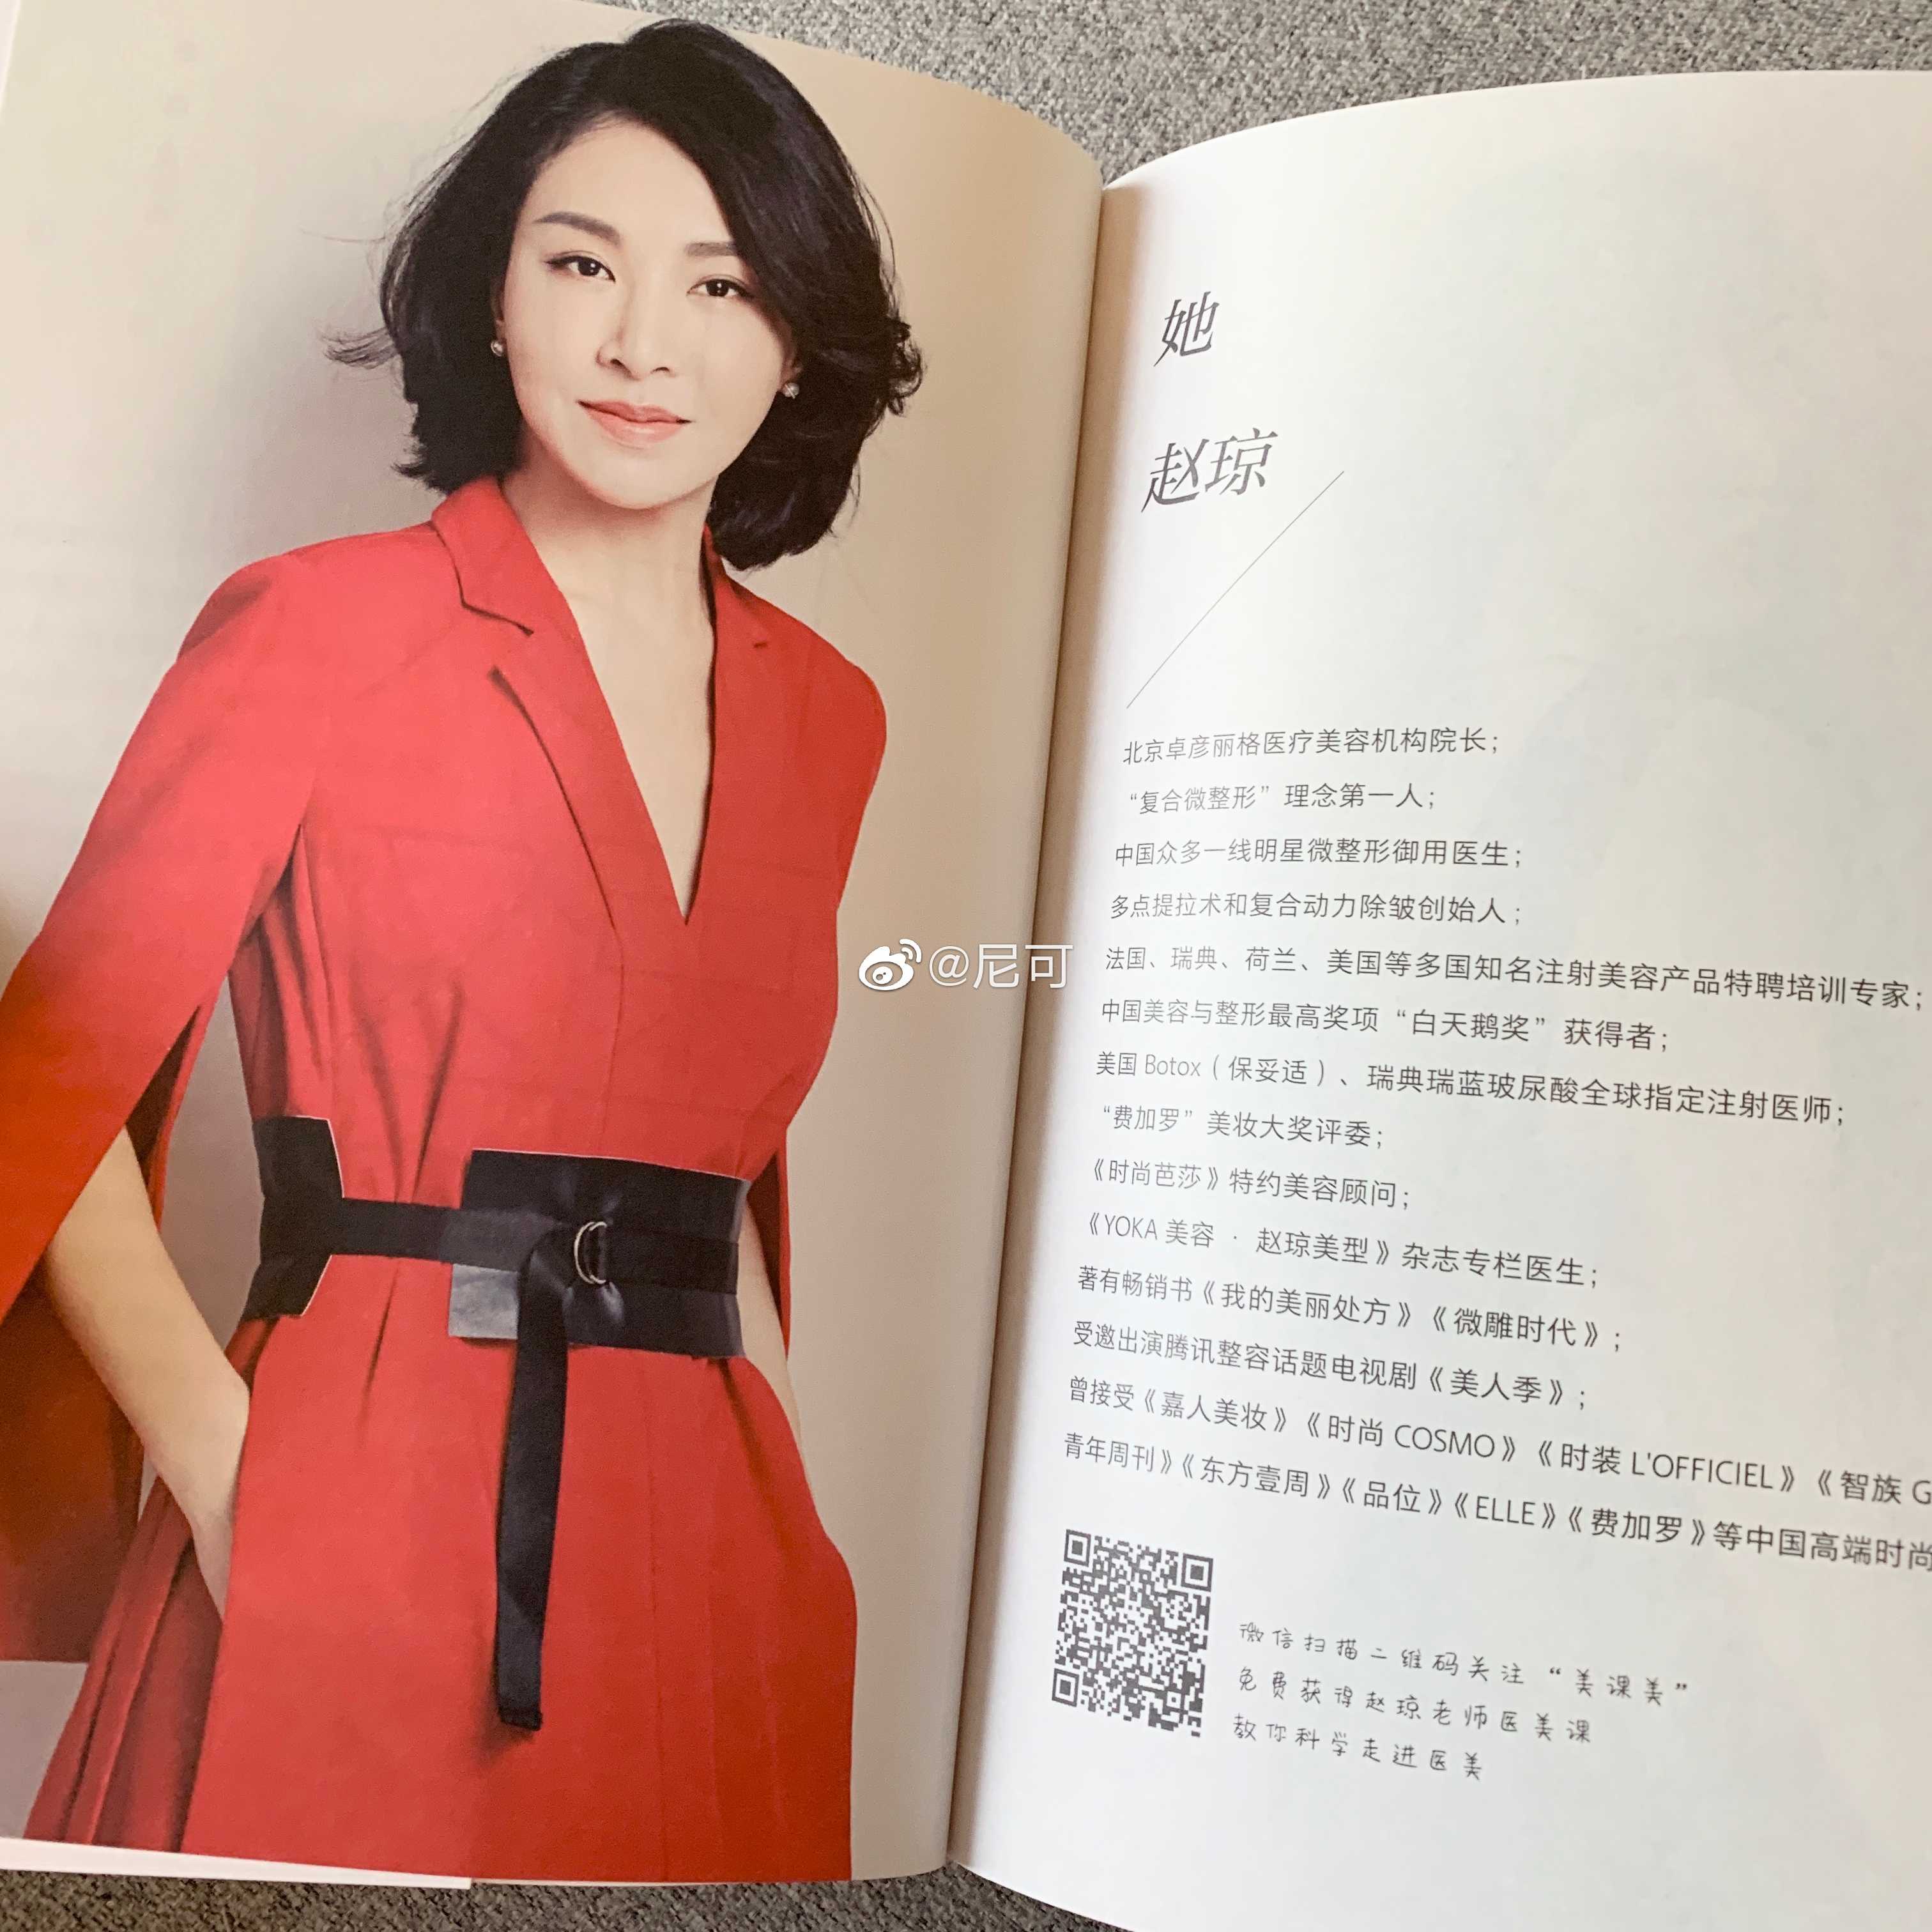 她
赵琼
北京卓彦丽格医疗美容机构院长；
“复合微整形”理念第一人；
中国众多一线明星微整形御用医生；
多点提拉术和复合动力除皱创始人；
法国、瑞典、荷兰、美国等多国知名注射美容产品特聘培训专家；
中国美容与整形最高奖项“白天鹅奖”获得者；
美国 Botox（保妥适）、瑞典瑞蓝玻尿酸全球指定注射医师；
“费加罗”美妆大奖评委；
《时尚芭莎》特约美容顾问；
《YOKA 美容 · 赵琼美型》杂志专栏医生；
著有畅销书《我的美丽处方》《微雕时代》；
受邀出演腾讯整容话题电视剧《美人季》；
曾接受《嘉人美妆》《时尚 COSMO》《时装 L'OFFICIEL》《智族 G
青年周刊》《东方壹周》《品位》《ELLE》《费加罗》等中国高端时尚
微信扫描二维码关注“美课美”
免费获得赵琼老师医美课
教你科学走进医美
@尼可